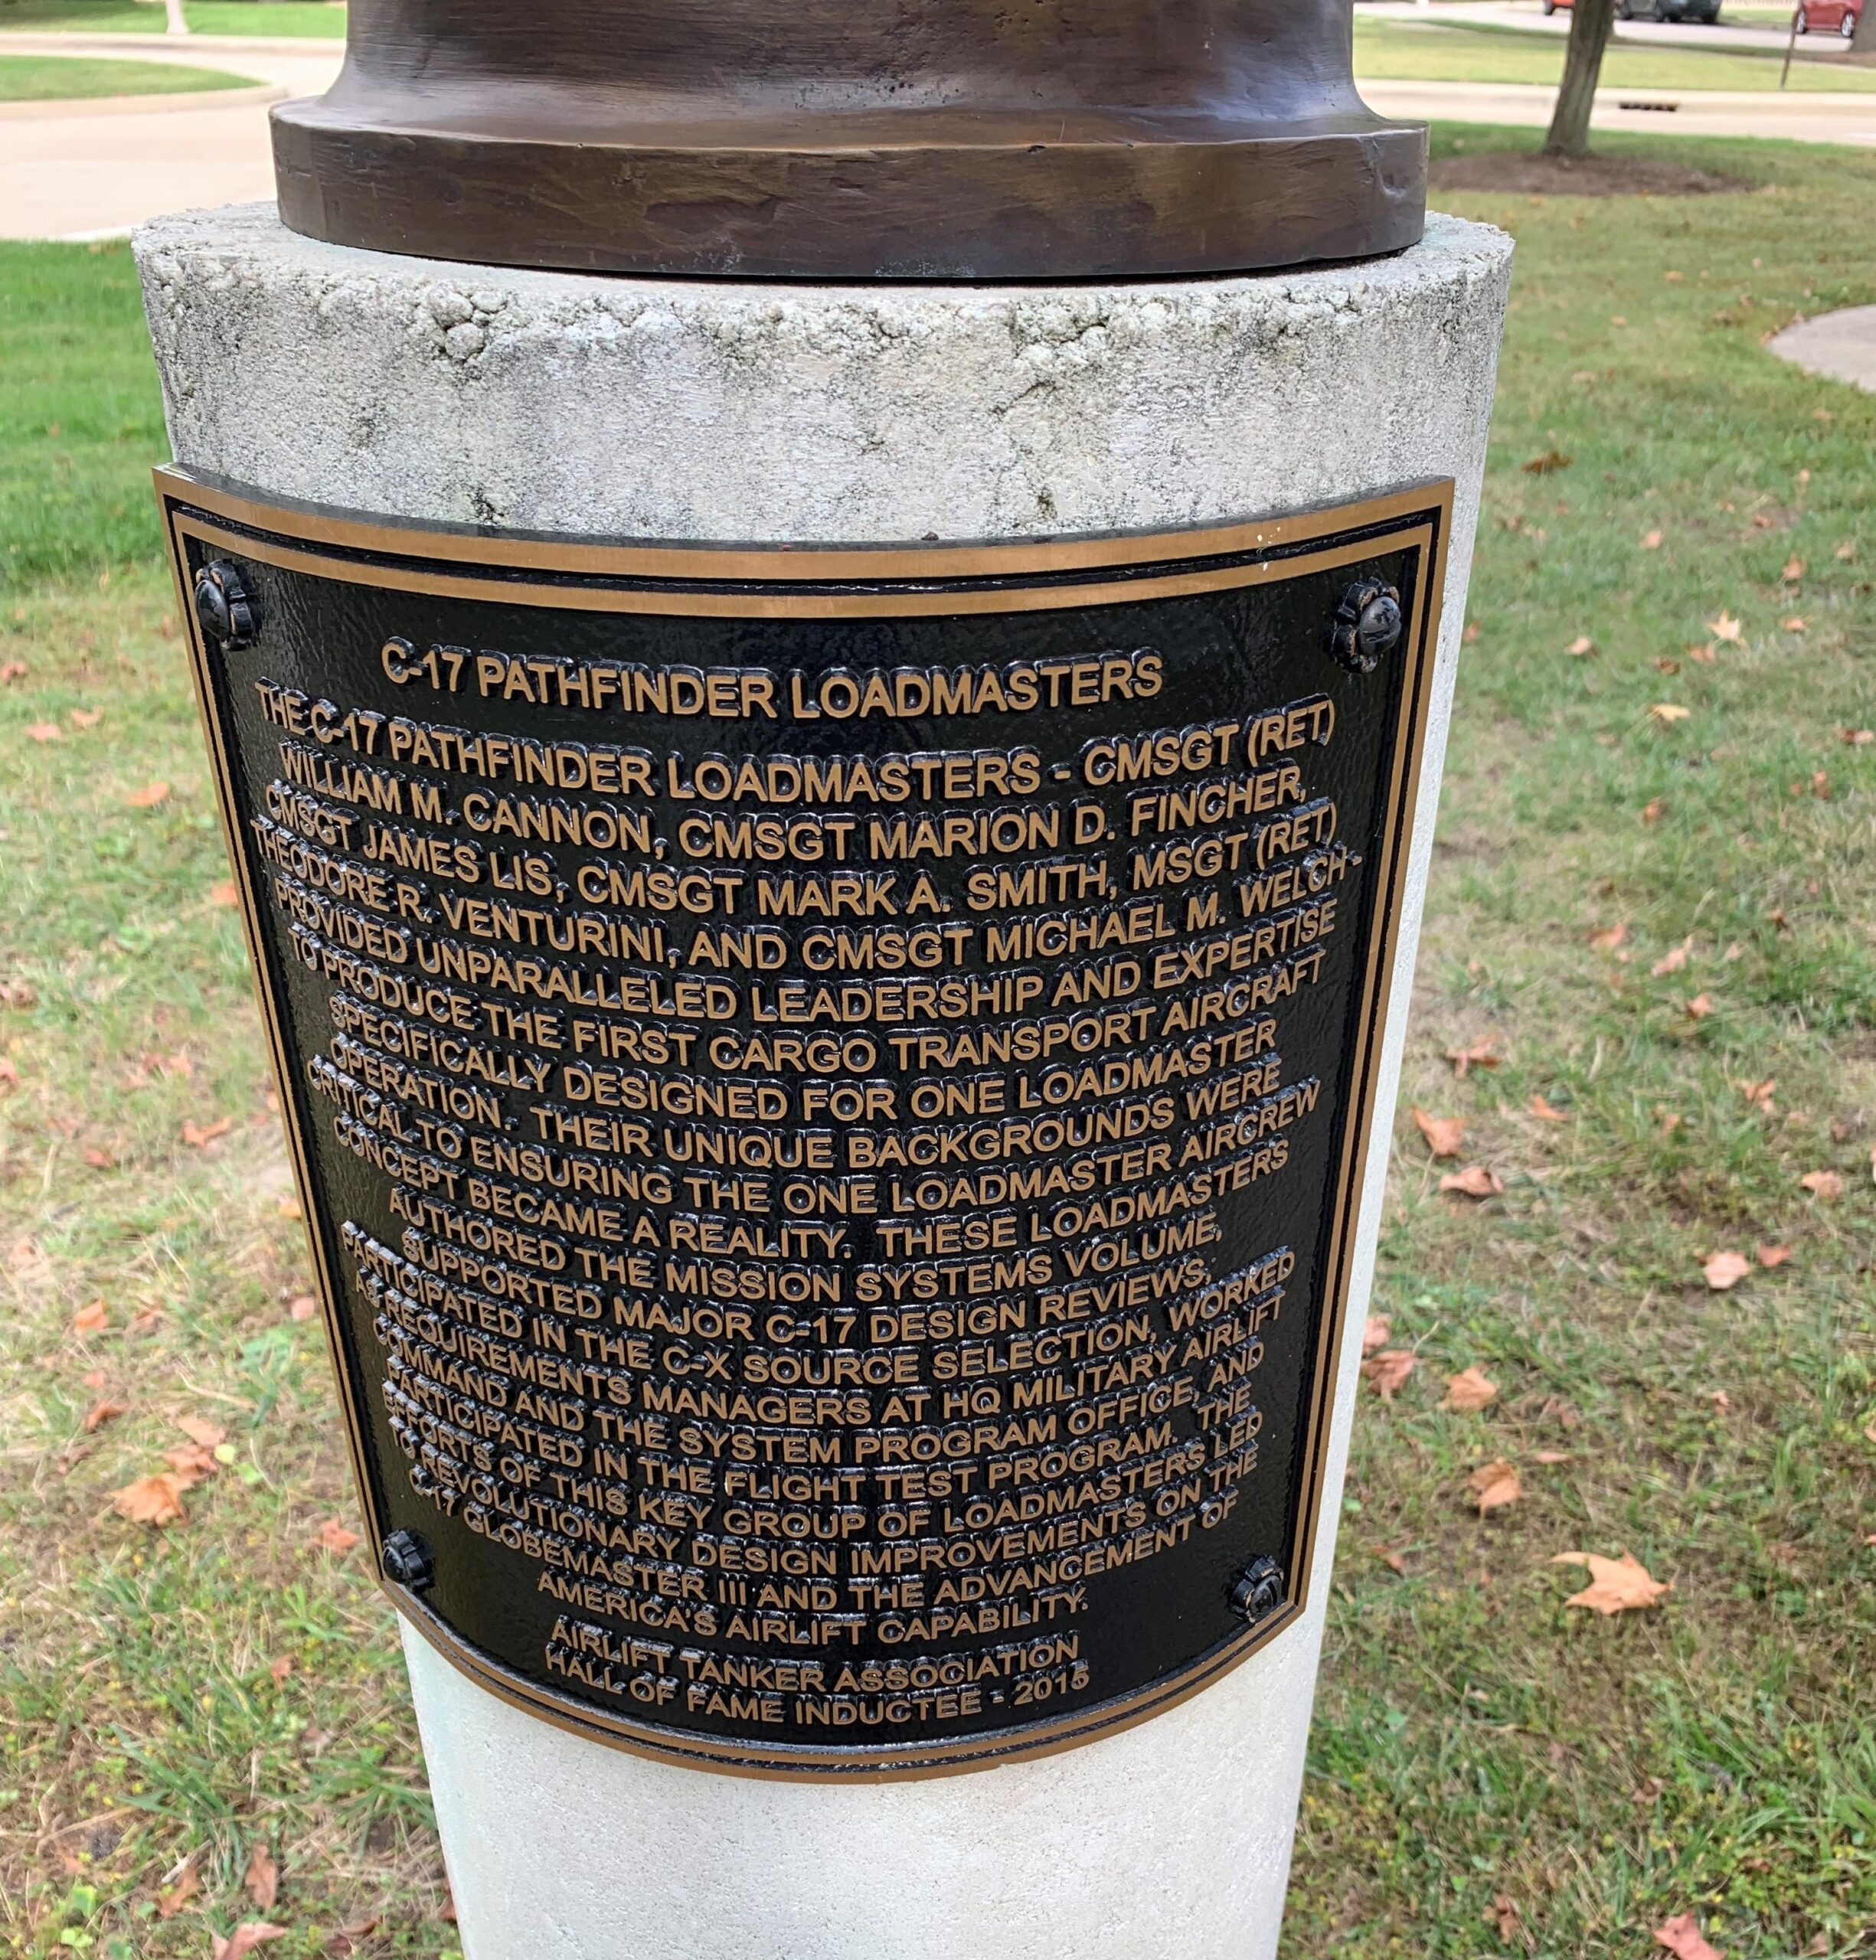 C-17 PATHFINDER LOADMASTERS
THE C-17 PATHFINDER LOADMASTERS - CMSGT (RET)
WILLIAM M. CANNON, CMSGT MARION D. FINCHER,
CMSGT JAMES LIS, CMSGT MARK A. SMITH, MSGT (RET)
THEODORE R. VENTURINI, AND CMSGT MICHAEL M. WELCH -
PROVIDED UNPARALLELED LEADERSHIP AND EXPERTISE
TO PRODUCE THE FIRST CARGO TRANSPORT AIRCRAFT
SPECIFICALLY DESIGNED FOR ONE LOADMASTER
OPERATION. THEIR UNIQUE BACKGROUNDS WERE
CRITICAL TO ENSURING THE ONE LOADMASTER AIRCREW
CONCEPT BECAME A REALITY. THESE LOADMASTERS
AUTHORED THE MISSION SYSTEMS VOLUME,
SUPPORTED MAJOR C-17 DESIGN REVIEWS,
PARTICIPATED IN THE C-X SOURCE SELECTION, WORKED
AS REQUIREMENTS MANAGERS AT HQ MILITARY AIRLIFT
COMMAND AND THE SYSTEM PROGRAM OFFICE, AND
PARTICIPATED IN THE FLIGHT TEST PROGRAM. THE
EFFORTS OF THIS KEY GROUP OF LOADMASTERS LED
TO REVOLUTIONARY DESIGN IMPROVEMENTS ON THE
C-17 GLOBEMASTER III AND THE ADVANCEMENT OF
AMERICA'S AIRLIFT CAPABILITY.
AIRLIFT TANKER ASSOCIATION
HALL OF FAME INDUCTEE - 2015